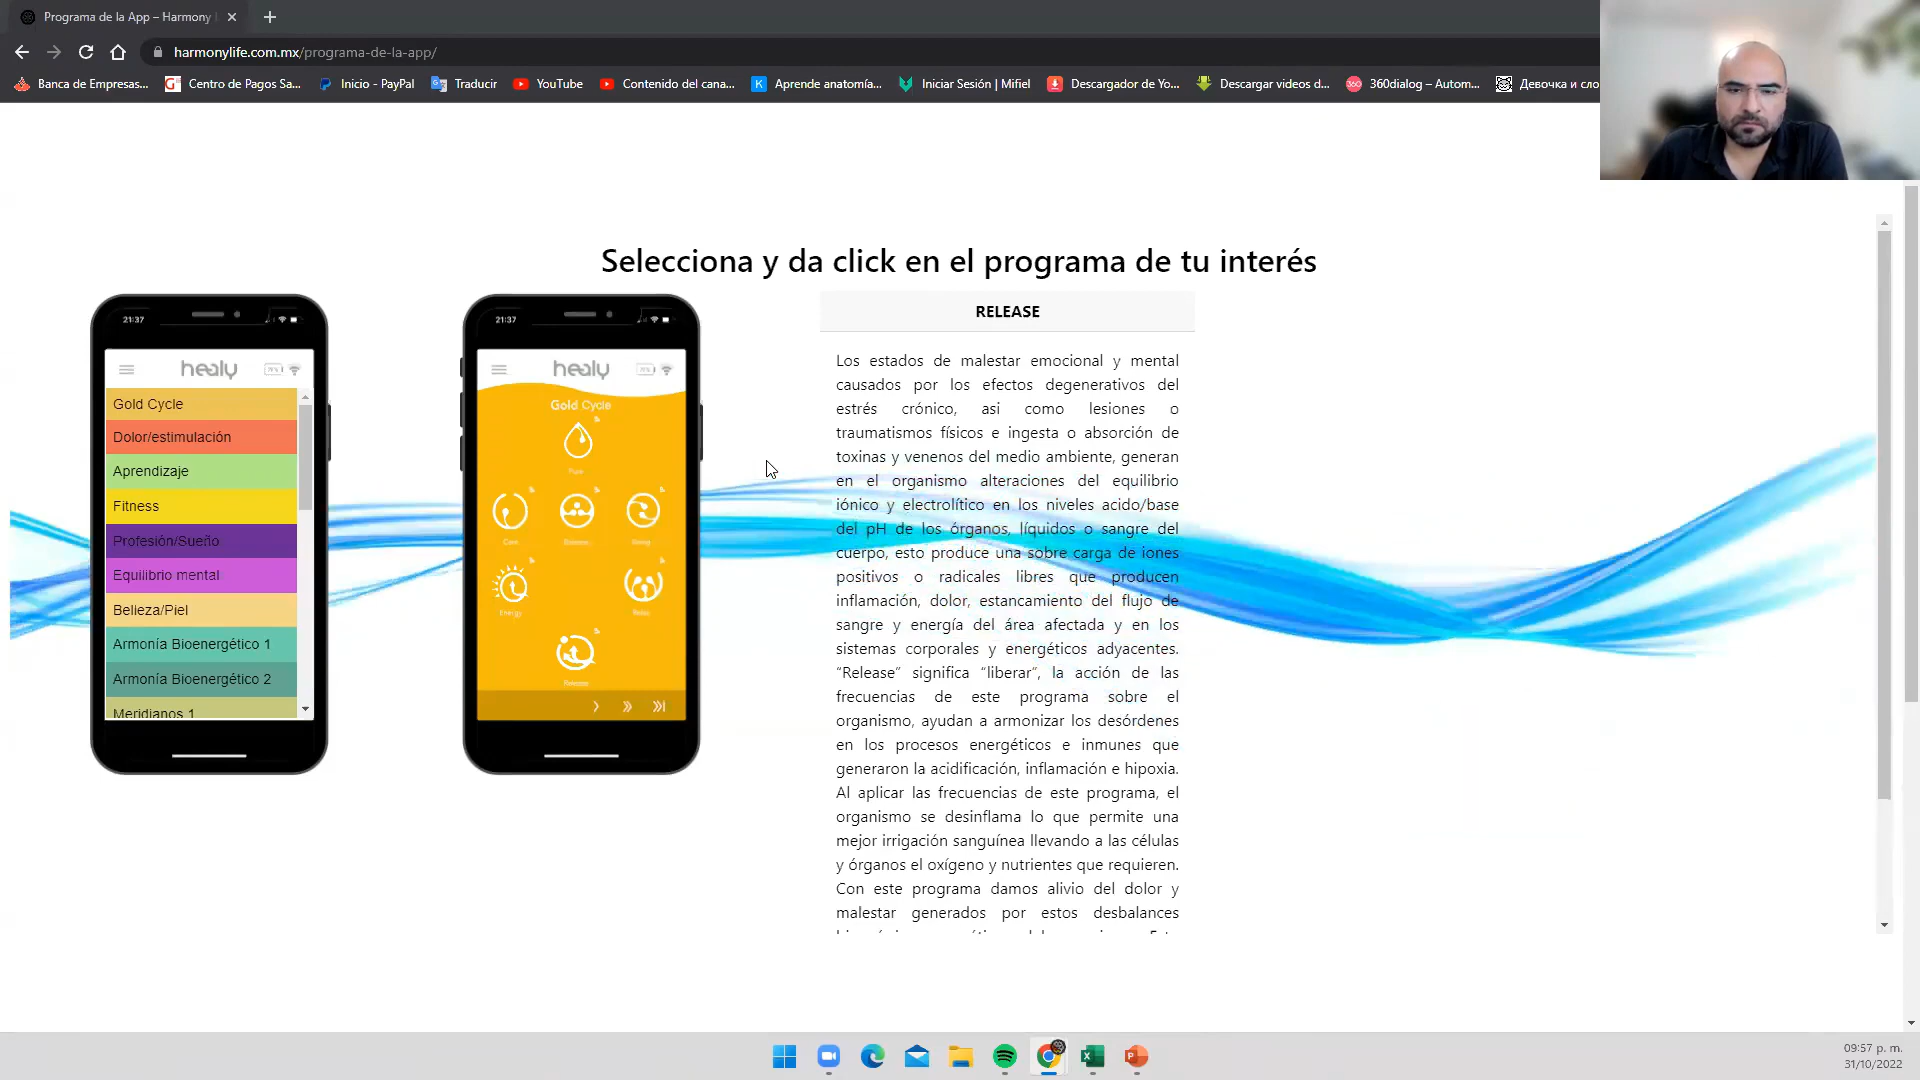 Programa de la App – Harmony
harmonylife.com.mx/programa-de-la-app/
Banca de Empresas...
Centro de Pagos Sa...
Inicio - PayPal
Traducir
YouTube
Contenido del cana...
Aprende anatomía...
Iniciar Sesión | Mifiel
Descargador de Yo...
Descargar videos d...
360dialog – Autom...
Девочка и сло
Selecciona y da click en el programa de tu interés
21:37
healy
Gold Cycle
Dolor/estimulación
Aprendizaje
Fitness
Profesión/Sueño
Equilibrio mental
Belleza/Piel
Armonía Bioenergético 1
Armonía Bioenergético 2
Meridianos 1
21:37
healy
Gold Cycle
Pure
Care
Energy
Relax
Release
RELEASE
Los estados de malestar emocional y mental
causados por los efectos degenerativos del
estrés crónico, asi como lesiones o
traumatismos físicos e ingesta o absorción de
toxinas y venenos del medio ambiente, generan
en el organismo alteraciones del equilibrio
iónico y electrolítico en los niveles acido/base
del pH de los órganos, líquidos o sangre del
cuerpo, esto produce una sobre carga de iones
positivos o radicales libres que producen
inflamación, dolor, estancamiento del flujo de
sangre y energía del área afectada y en los
sistemas corporales y energéticos adyacentes.
“Release” significa “liberar”, la acción de las
frecuencias de este programa sobre el
organismo, ayudan a armonizar los desórdenes
en los procesos energéticos e inmunes que
generaron la acidificación, inflamación e hipoxia.
Al aplicar las frecuencias de este programa, el
organismo se desinflama lo que permite una
mejor irrigación sanguínea llevando a las células
y órganos el oxígeno y nutrientes que requieren.
Con este programa damos alivio del dolor y
malestar generados por estos desbalances
09:57 p. m.
31/10/2022